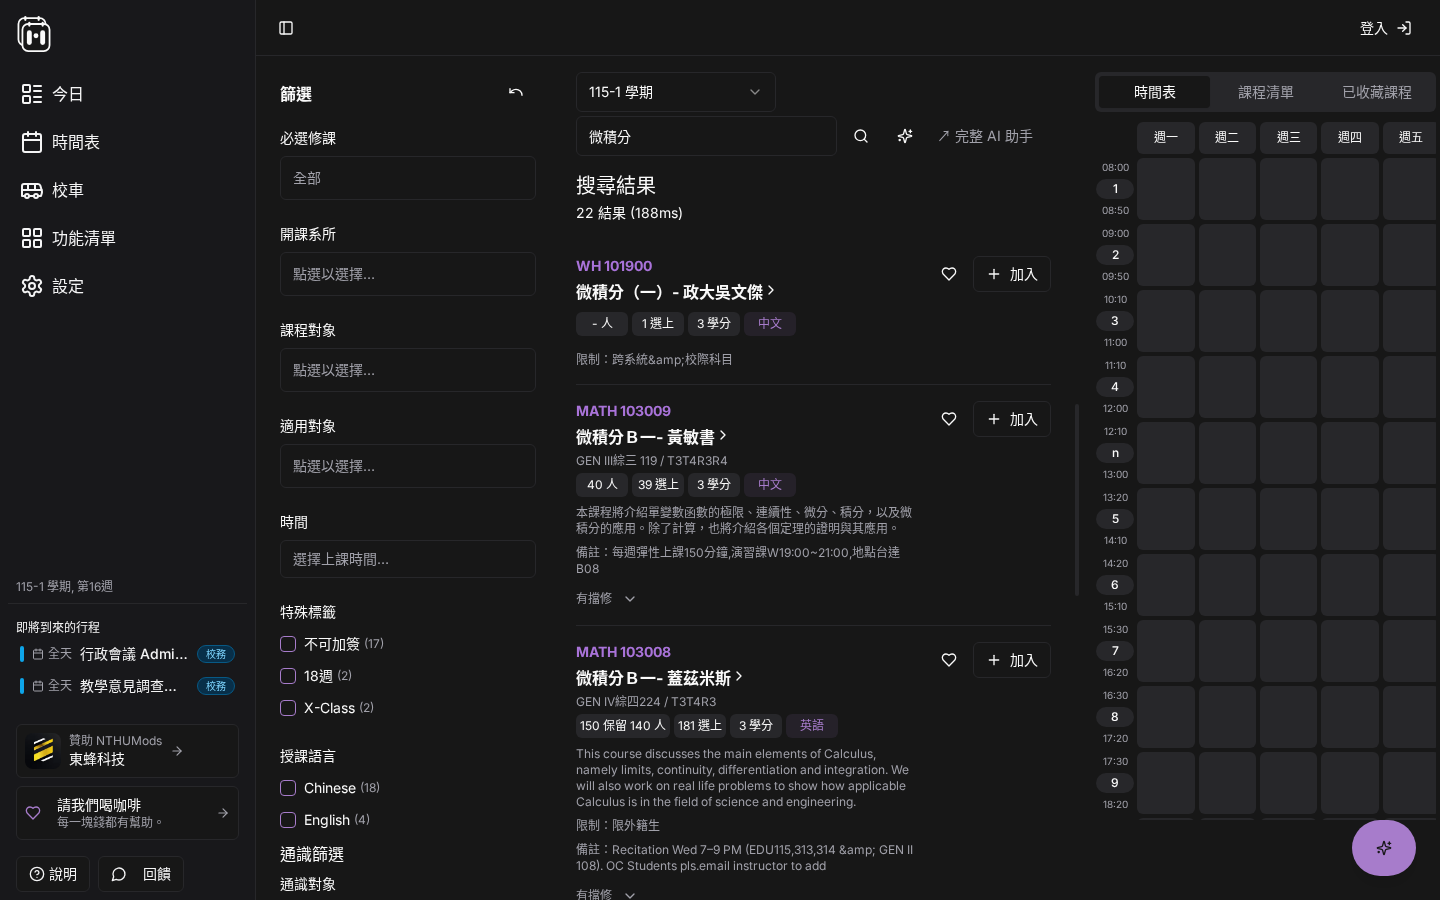 今日
時間表
校車
功能清單
設定
115-1 學期, 第16週
即將到來的行程
全天 行政會議 Admi... 校務
全天 教學意見調查... 校務
贊助 NTHUMods
東蜂科技
請我們喝咖啡
每一塊錢都有幫助。
說明
回饋
登入
篩選
必選修課
全部
開課系所
點選以選擇...
課程對象
點選以選擇...
適用對象
點選以選擇...
時間
選擇上課時間...
特殊標籤
不可加簽 (17)
18週 (2)
X-Class (2)
授課語言
Chinese (18)
English (4)
通識篩選
通識對象
115-1 學期
微積分
完整 AI 助手
搜尋結果
22 結果 (188ms)
WH 101900
微積分（一）- 政大吳文傑
加入
- 人
1 選上
3 學分
中文
限制：跨系統&amp;校際科目
MATH 103009
微積分Ｂ一- 黃敏書
加入
GEN III綜三 119 / T3T4R3R4
40 人
39 選上
3 學分
中文
本課程將介紹單變數函數的極限、連續性、微分、積分，以及微
積分的應用。除了計算，也將介紹各個定理的證明與其應用。
備註：每週彈性上課150分鐘,演習課W19:00~21:00,地點台達
B08
有擋修
MATH 103008
微積分Ｂ一- 蓋茲米斯
加入
GEN IV綜四224 / T3T4R3
150 保留 140 人
181 選上
3 學分
英語
This course discusses the main elements of Calculus,
namely limits, continuity, differentiation and integration. We
will also work on real life problems to show how applicable
Calculus is in the field of science and engineering.
限制：限外籍生
備註：Recitation Wed 7–9 PM (EDU115,313,314 &amp; GEN II
108). OC Students pls.email instructor to add
有擋修
時間表
課程清單
已收藏課程
週一
週二
週三
週四
週五
08:00
1
08:50
09:00
2
09:50
10:10
3
11:00
11:10
4
12:00
12:10
n
13:00
13:20
5
14:10
14:20
6
15:10
15:30
7
16:20
16:30
8
17:20
17:30
9
18:20